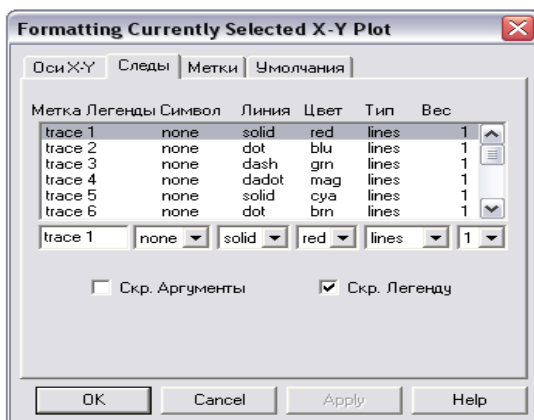 Formatting Currently Selected X-Y Plot
Оси X-Y Следы Метки Умолчания
Метка Легенды Символ Линия Цвет Тип Вес
trace 1 none solid red lines 1
trace 2 none dot blu lines 1
trace 3 none dash grn lines 1
trace 4 none dadot mag lines 1
trace 5 none solid cya lines 1
trace 6 none dot brn lines 1
trace 1 none solid red lines 1
Скр. Аргументы Скр. Легенду
OK Cancel Apply Help